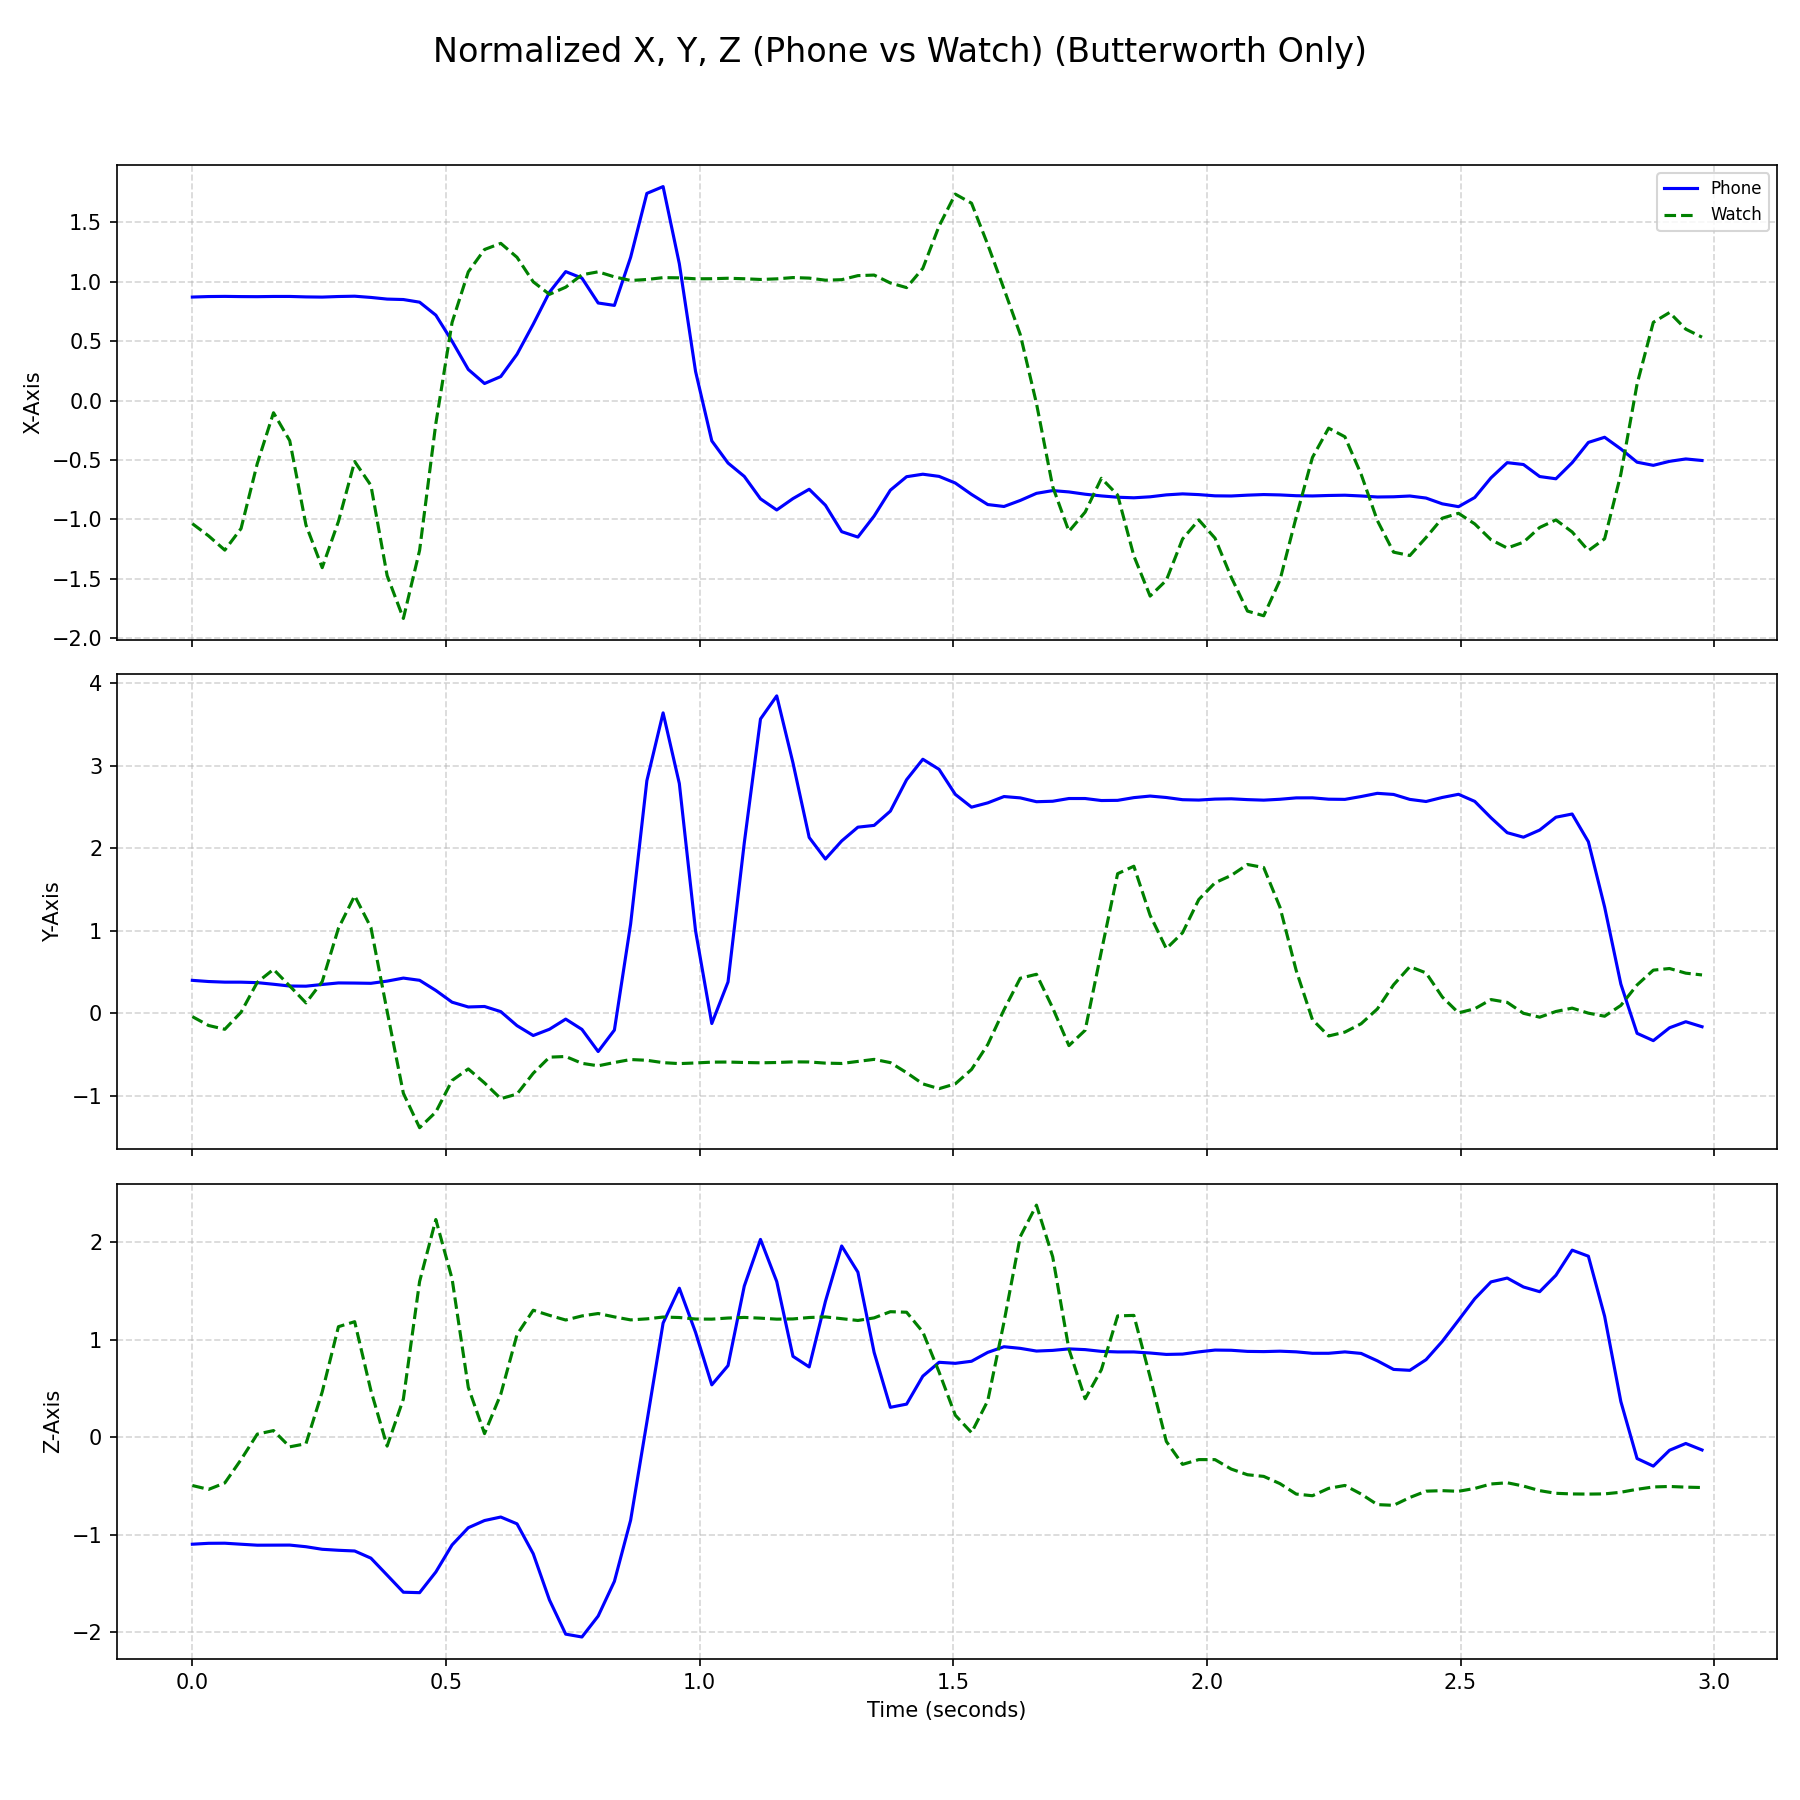 Normalized X, Y, Z (Phone vs Watch) (Butterworth Only)
Phone
Watch
X-Axis
1.5
1.0
0.5
0.0
−0.5
−1.0
−1.5
−2.0
Y-Axis
4
3
2
1
0
−1
Z-Axis
2
1
0
−1
−2
0.0 0.5 1.0 1.5 2.0 2.5 3.0
Time (seconds)